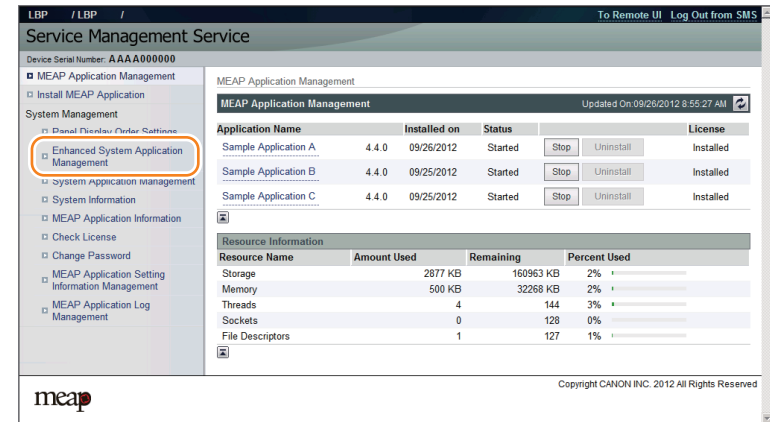 LBP / LBP / To Remote UI Log Out from SMS
Service Management Service
Device Serial Number: AAAA000000
MEAP Application Management
Install MEAP Application
System Management
Panel Display Order Settings
Enhanced System Application
Management
System Application Management
System Information
MEAP Application Information
Check License
Change Password
MEAP Application Setting
Information Management
MEAP Application Log
Management
MEAP Application Management
MEAP Application Management Updated On:09/26/2012 8:55:27 AM
Application Name Installed on Status License
Sample Application A 4.4.0 09/26/2012 Started Stop Uninstall Installed
Sample Application B 4.4.0 09/25/2012 Started Stop Uninstall Installed
Sample Application C 4.4.0 09/25/2012 Started Stop Uninstall Installed
Resource Information
Resource Name Amount Used Remaining Percent Used
Storage 2877 KB 160963 KB 2%
Memory 500 KB 32268 KB 2%
Threads 4 144 3%
Sockets 0 128 0%
File Descriptors 1 127 1%
Copyright CANON INC. 2012 All Rights Reserved
meap